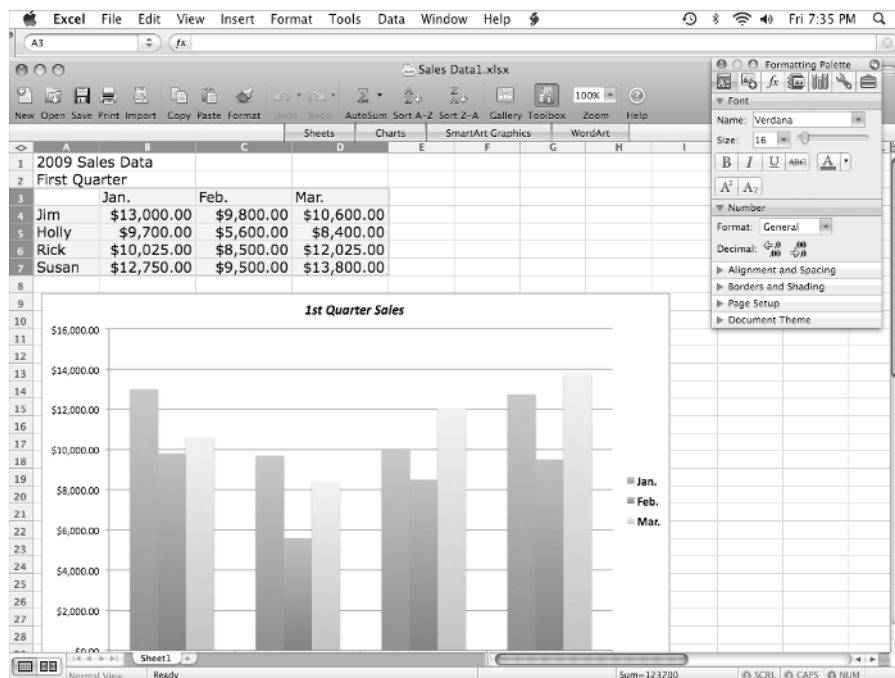 Excel File Edit View Insert Format Tools Data Window Help Fri 7:35 PM
A3 fx
Sales Data1.xlsx
New Open Save Print Import Copy Paste Format Undo Redo AutoSum Sort A-Z Sort Z-A Gallery Toolbox Zoom Help
100%
Sheets Charts SmartArt Graphics WordArt
A B C D E F G H I
1 2009 Sales Data
2 First Quarter
3 Jan. Feb. Mar.
4 Jim $13,000.00 $9,800.00 $10,600.00
5 Holly $9,700.00 $5,600.00 $8,400.00
6 Rick $10,025.00 $8,500.00 $12,025.00
7 Susan $12,750.00 $9,500.00 $13,800.00
8
9
10
11
12
13
14
15
16
17
18
19
20
21
22
23
24
25
26
27
28
1st Quarter Sales
$16,000.00
$14,000.00
$12,000.00
$10,000.00
$8,000.00
$6,000.00
$4,000.00
$2,000.00
$0.00
Jan.
Feb.
Mar.
Formatting Palette
Font
Name: Verdana
Size: 16
B I U ABC A
A² A₂
Number
Format: General
Decimal: .0 .00 .00 .0
Alignment and Spacing
Borders and Shading
Page Setup
Document Theme
Sheet1
Normal View Ready Sum=123700 SCRL CAPS NUM